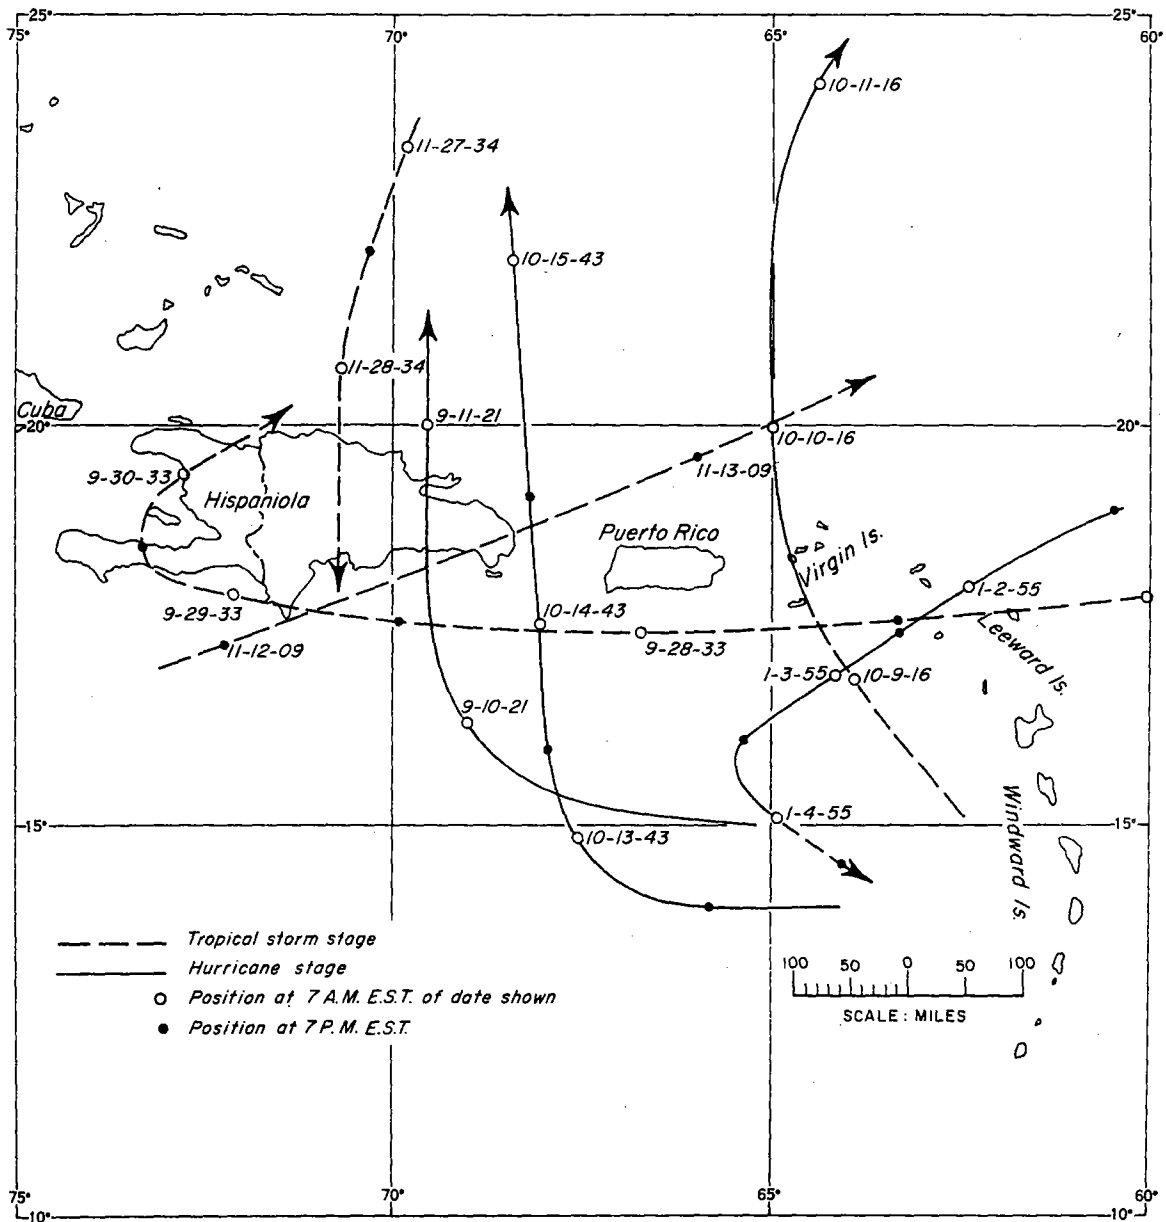 25° 25°
75° 70° 65° 60°
10-11-16
11-27-34
10-15-43
11-28-34
Cuba
9-11-21
20° 20°
10-10-16
11-13-09
9-30-33
Hispaniola
Puerto Rico
Virgin Is.
1-2-55
9-29-33
10-14-43
Leeward Is.
11-12-09
9-28-33
1-3-55
10-9-16
9-10-21
Windward Is.
1-4-55
15° 15°
10-13-43
Tropical storm stage
Hurricane stage
Position at 7 A.M. E.S.T. of date shown
Position at 7 P.M. E.S.T.
100 50 0 50 100
SCALE: MILES
75° 70° 65° 60°
10° 10°